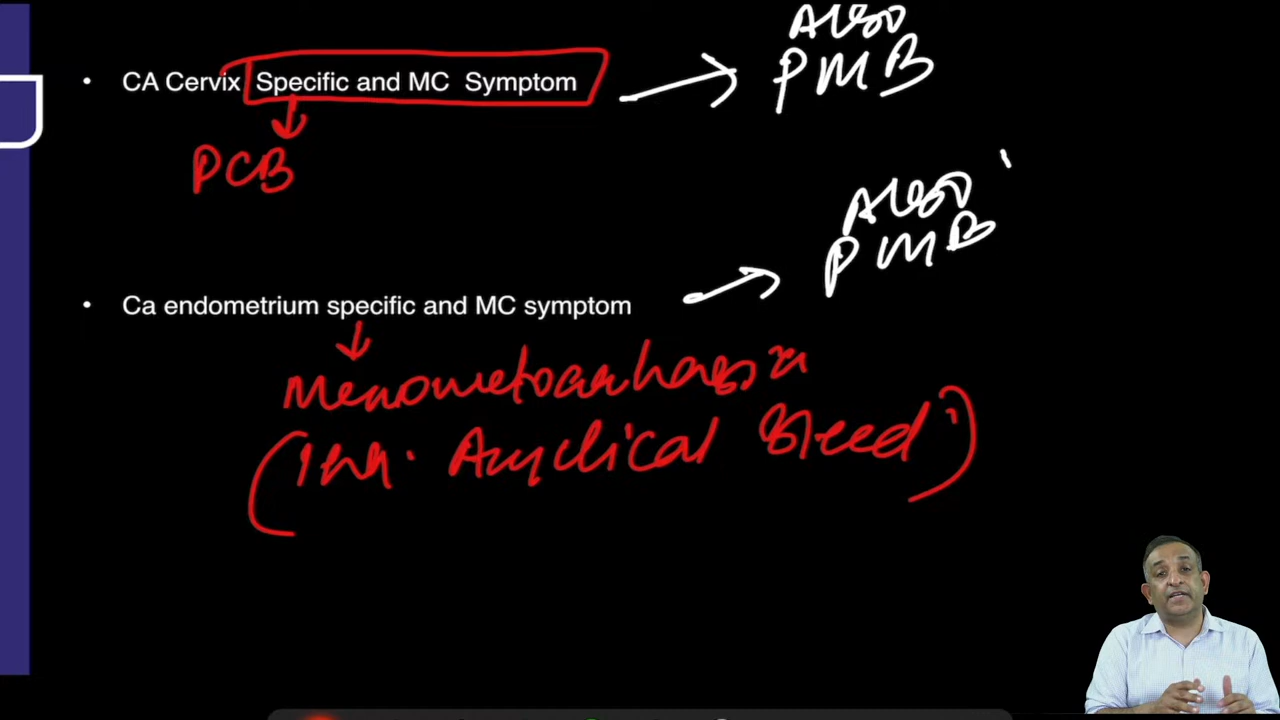 Also
PMB
• CA Cervix Specific and MC Symptom
PCB
Also
PMB
• Ca endometrium specific and MC symptom
Menometrorrhagia
(Irr. Acyclical Bleed)